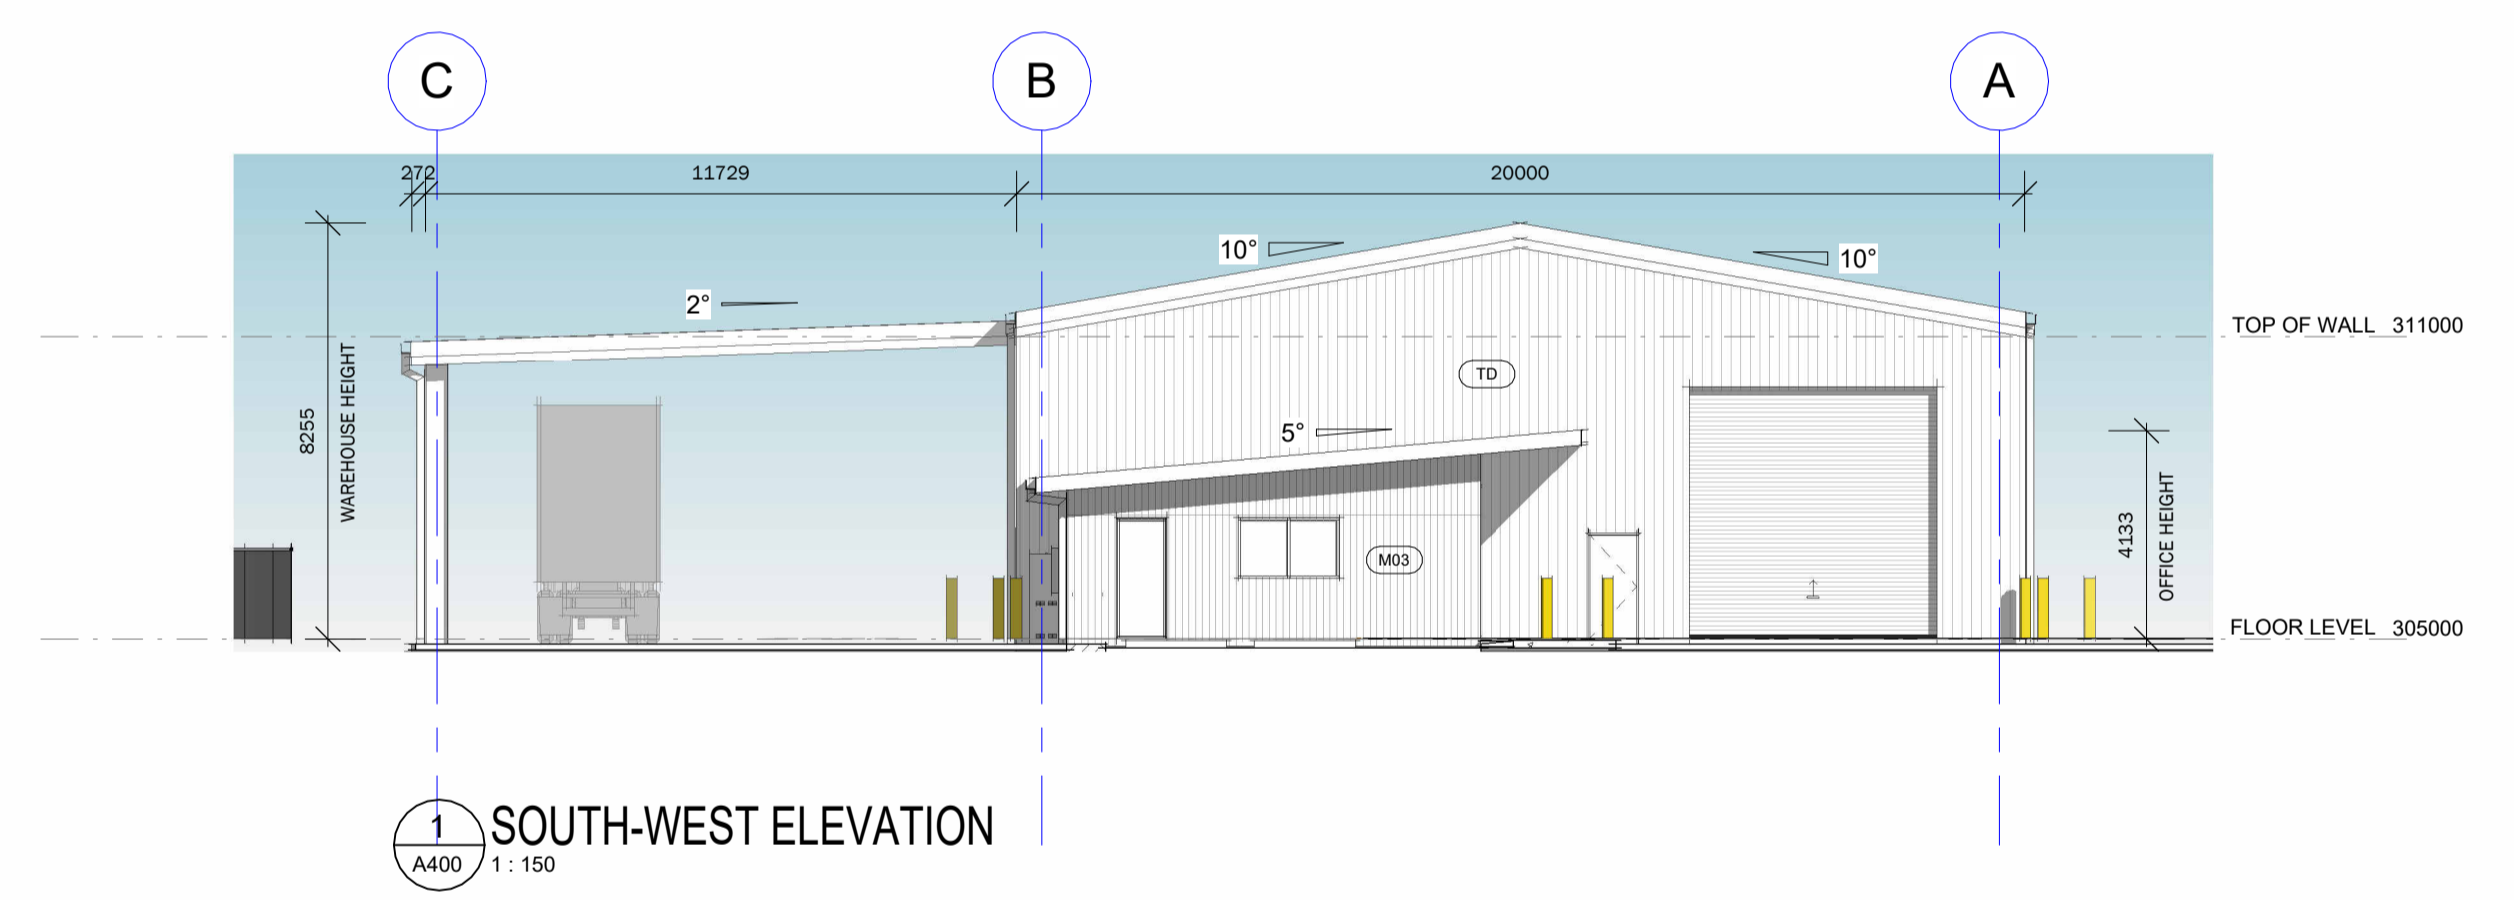 C
B
A
272
11729
20000
10°
10°
2°
TOP OF WALL 311000
8255
WAREHOUSE HEIGHT
TD
5°
4133
OFFICE HEIGHT
M03
FLOOR LEVEL 305000
1
SOUTH-WEST ELEVATION
A400
1 : 150